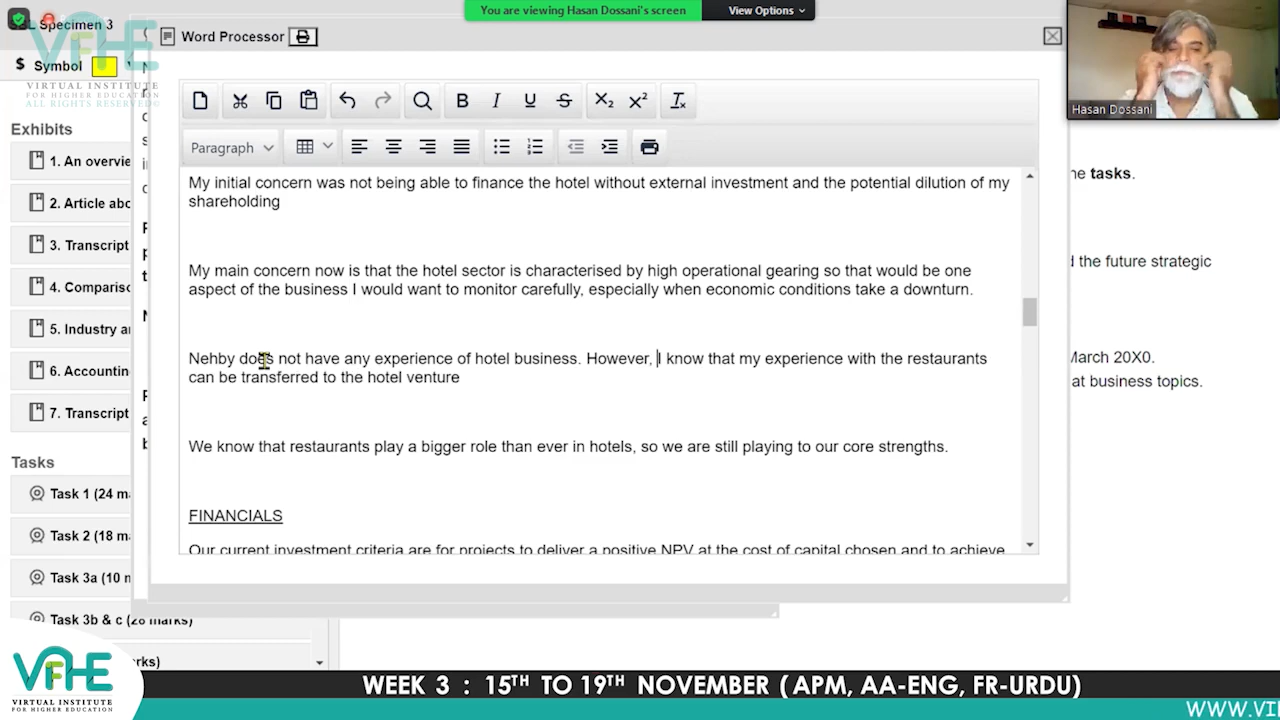 You are viewing Hasan Dossani's screen
View Options
Specimen 3
VIRTUAL INSTITUTE
FOR HIGHER EDUCATION
ALL RIGHTS RESERVED©
Symbol
Word Processor
Hasan Dossani
Exhibits
1. An overvie
2. Article abo
3. Transcript
4. Comparis
5. Industry a
6. Accounting
7. Transcript
Tasks
Task 1 (24 m
Task 2 (18 ma
Task 3a (10 m
Task 3b & c (28 marks)
rks)
Paragraph
My initial concern was not being able to finance the hotel without external investment and the potential dilution of my
shareholding
My main concern now is that the hotel sector is characterised by high operational gearing so that would be one
aspect of the business I would want to monitor carefully, especially when economic conditions take a downturn.
Nehby does not have any experience of hotel business. However, I know that my experience with the restaurants
can be transferred to the hotel venture
We know that restaurants play a bigger role than ever in hotels, so we are still playing to our core strengths.
FINANCIALS
Our current investment criteria are for projects to deliver a positive NPV at the cost of capital chosen and to achieve
he tasks.
d the future strategic
March 20X0.
at business topics.
VIHE
VIRTUAL INSTITUTE
FOR HIGHER EDUCATION
WEEK 3 : 15TH TO 19TH NOVEMBER (APM, AA-ENG, FR-URDU)
WWW.VI